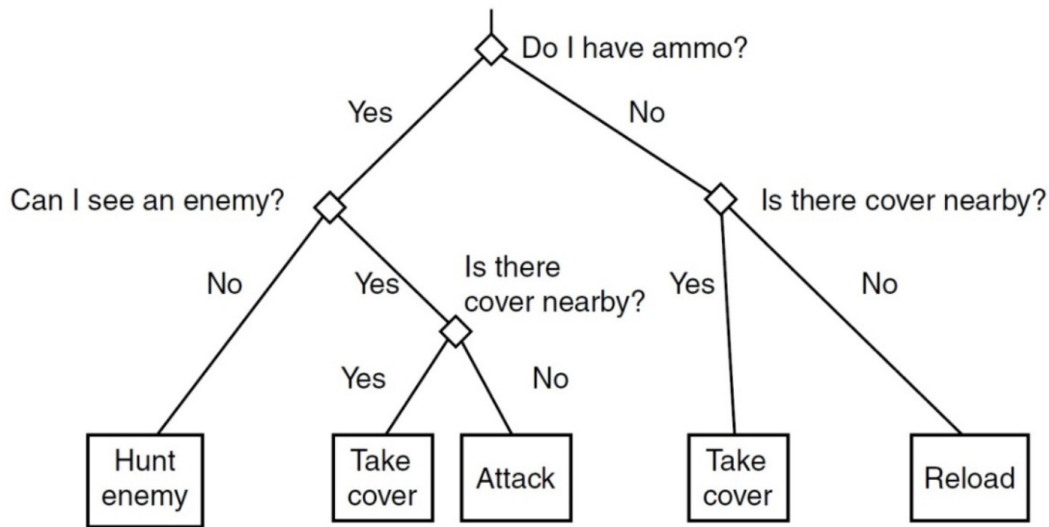 Do I have ammo?
Yes
No
Can I see an enemy?
Is there cover nearby?
No
Yes
Is there
cover nearby?
Yes
No
Yes
No
Hunt
enemy
Take
cover
Attack
Take
cover
Reload